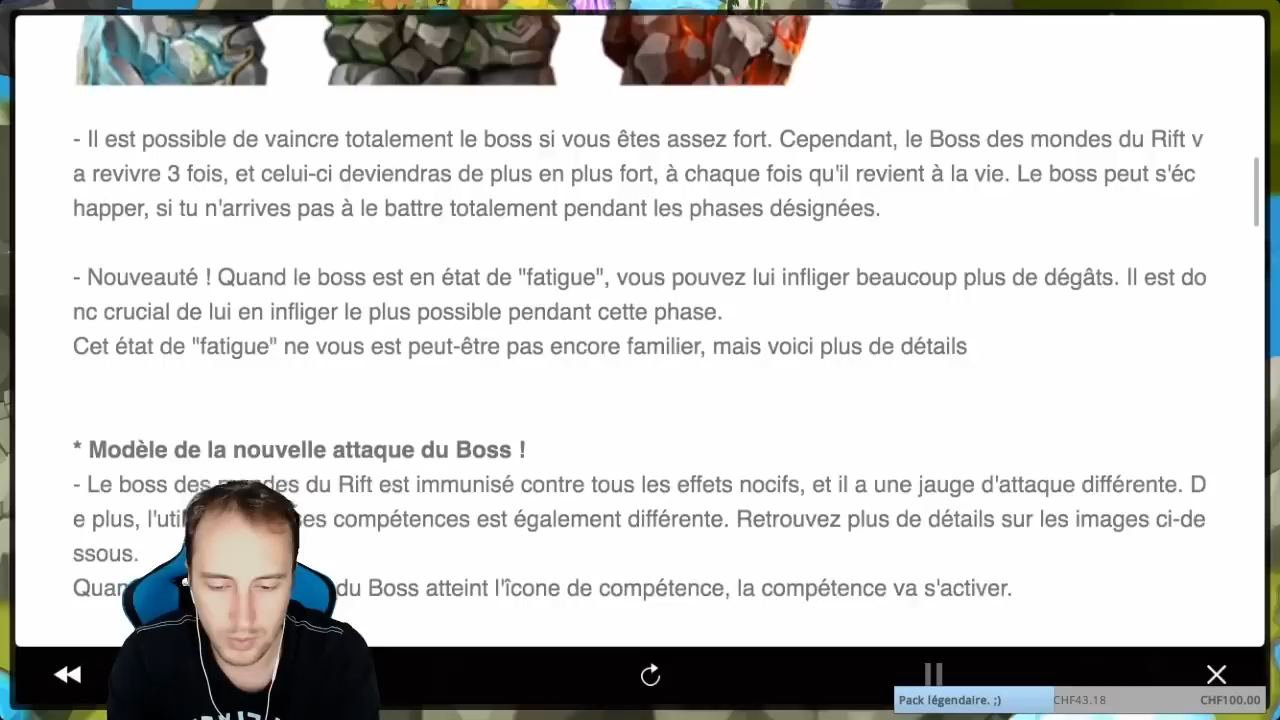 - Il est possible de vaincre totalement le boss si vous êtes assez fort. Cependant, le Boss des mondes du Rift v
a revivre 3 fois, et celui-ci deviendras de plus en plus fort, à chaque fois qu'il revient à la vie. Le boss peut s'éc
happer, si tu n'arrives pas à le battre totalement pendant les phases désignées.
- Nouveauté ! Quand le boss est en état de "fatigue", vous pouvez lui infliger beaucoup plus de dégâts. Il est do
nc crucial de lui en infliger le plus possible pendant cette phase.
Cet état de "fatigue" ne vous est peut-être pas encore familier, mais voici plus de détails
* Modèle de la nouvelle attaque du Boss !
- Le boss des du Rift est immunisé contre tous les effets nocifs, et il a une jauge d'attaque différente. D
e plus, compétences est également différente. Retrouvez plus de détails sur les images ci-de
ssous.
du Boss atteint l'îcone de compétence, la compétence va s'activer.
Pack légendaire. ;) CHF43.18 CHF100.00